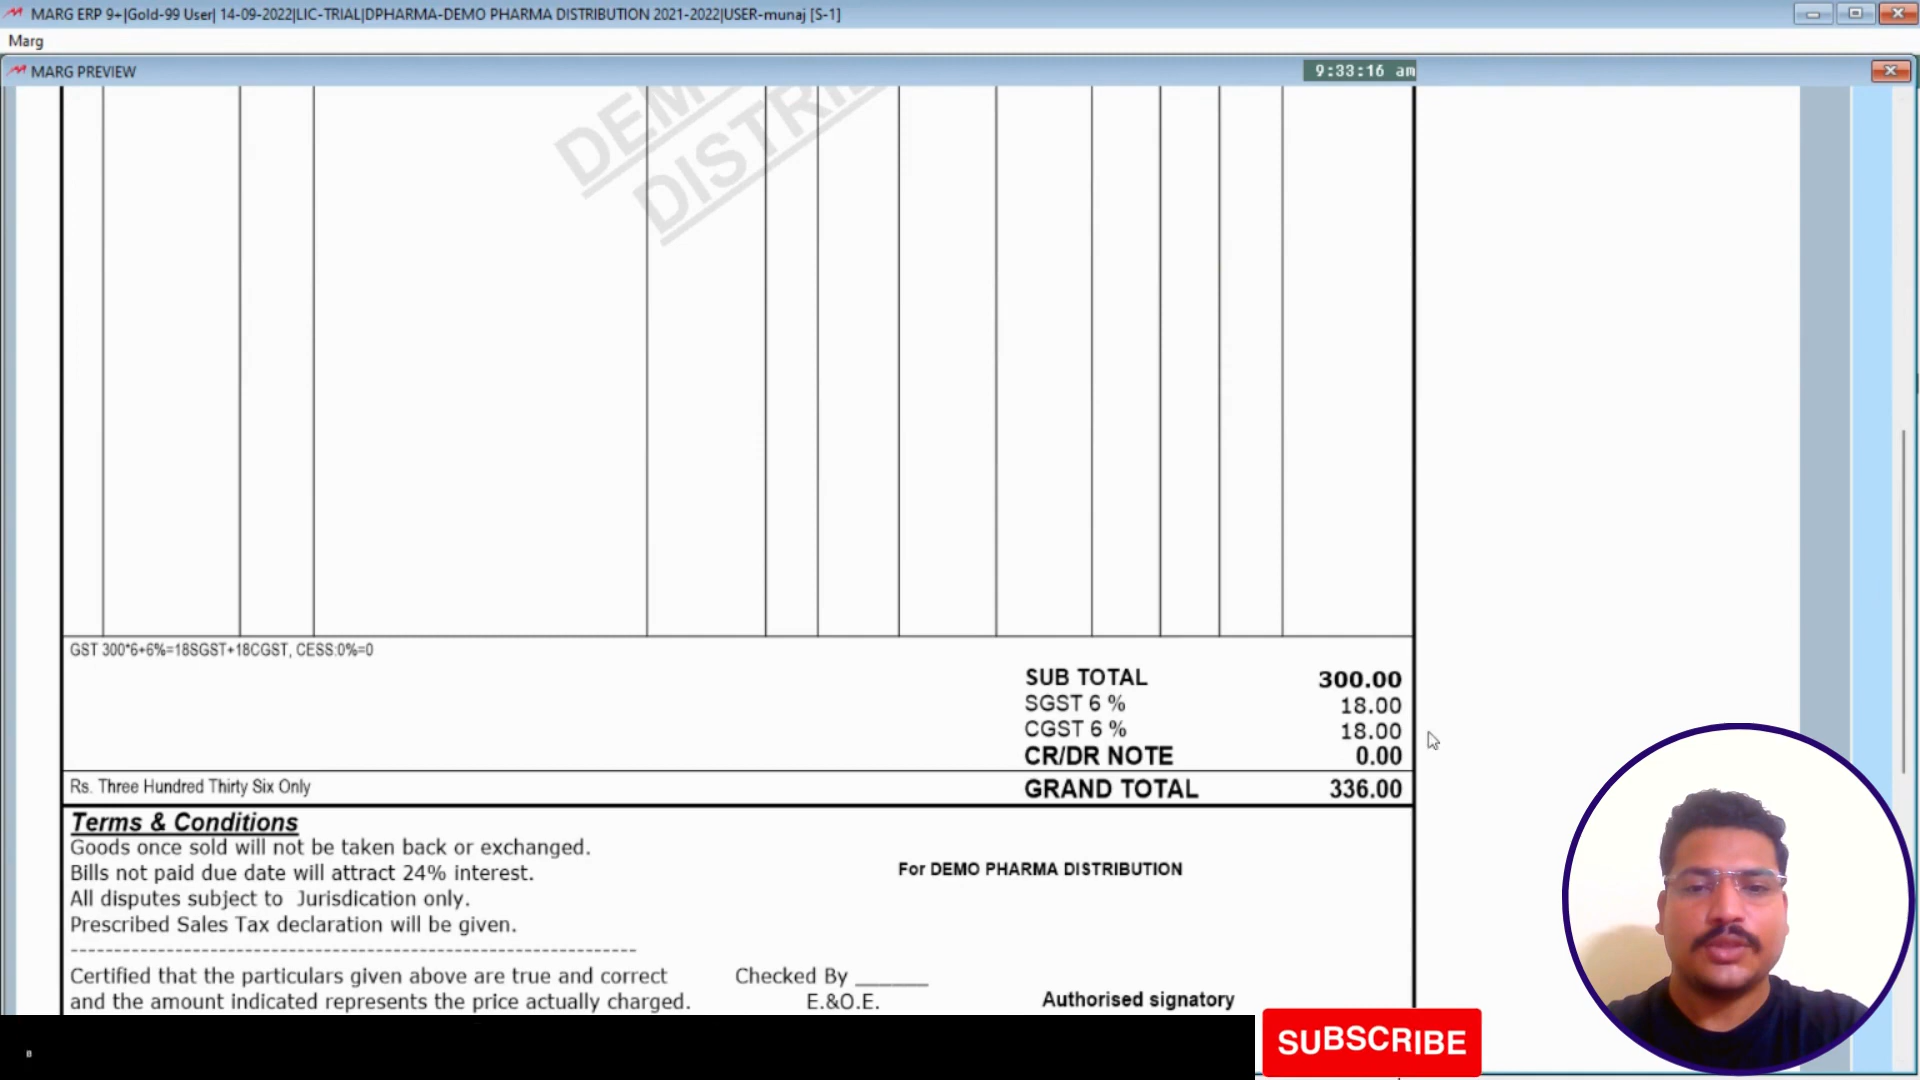 MARG ERP 9+|Gold-99 User| 14-09-2022|LIC-TRIAL|DPHARMA-DEMO PHARMA DISTRIBUTION 2021-2022|USER-munaj [S-1]
Marg
MARG PREVIEW
9:33:16 am
GST 300*6+6%=18SGST+18CGST, CESS:0%=0
SUB TOTAL 300.00
SGST 6 % 18.00
CGST 6 % 18.00
CR/DR NOTE 0.00
Rs. Three Hundred Thirty Six Only GRAND TOTAL 336.00
Terms & Conditions
Goods once sold will not be taken back or exchanged.
Bills not paid due date will attract 24% interest.
For DEMO PHARMA DISTRIBUTION
All disputes subject to Jurisdication only.
Prescribed Sales Tax declaration will be given.
Certified that the particulars given above are true and correct Checked By ______
and the amount indicated represents the price actually charged. E.&O.E. Authorised signatory
SUBSCRIBE